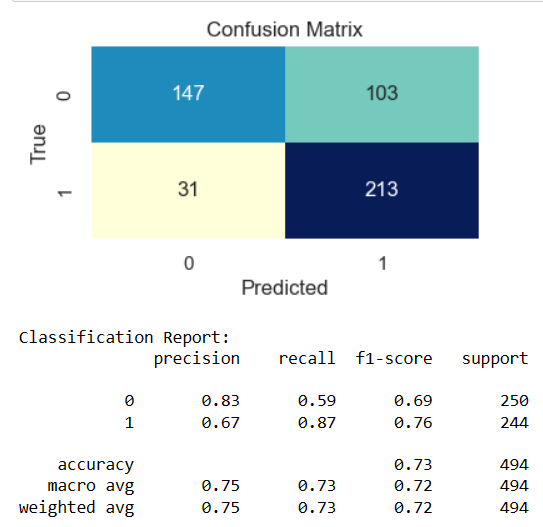 Confusion Matrix
True
0
147
103
1
31
213
0
1
Predicted
Classification Report:
precision recall f1-score support
0 0.83 0.59 0.69 250
1 0.67 0.87 0.76 244
accuracy 0.73 494
macro avg 0.75 0.73 0.72 494
weighted avg 0.75 0.73 0.72 494